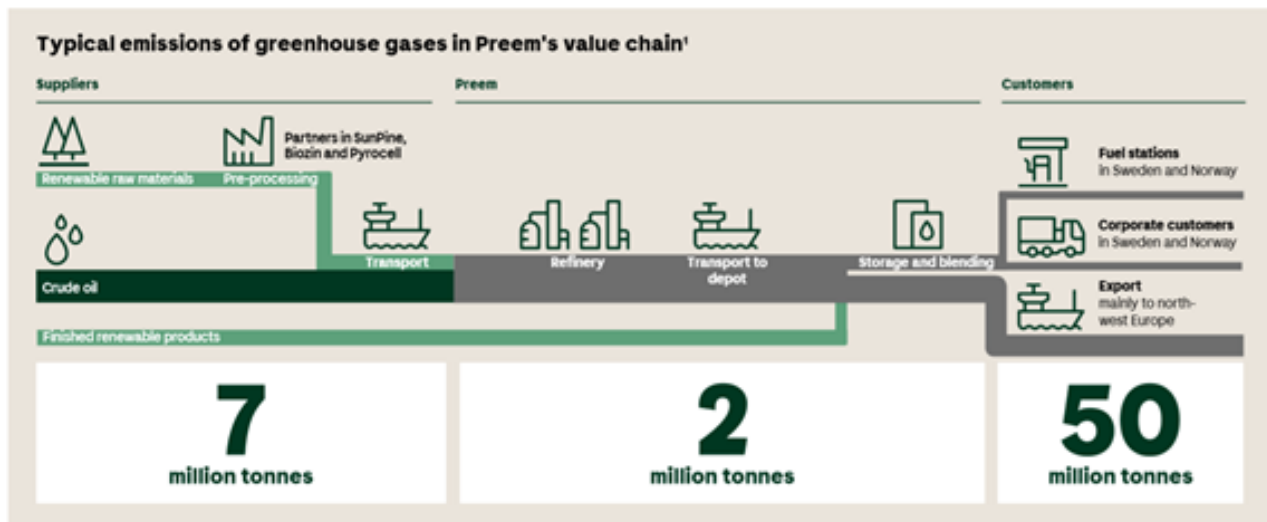 Typical emissions of greenhouse gases in Preem's value chain¹
Suppliers
Preem
Customers
Partners in SunPine,
Biozin and Pyrocell
Renewable raw materials
Pre-processing
Fuel stations
in Sweden and Norway
Corporate customers
in Sweden and Norway
Transport
Refinery
Transport to
depot
Storage and blending
Crude oil
Export
mainly to north-
west Europe
Finished renewable products
7
million tonnes
2
million tonnes
50
million tonnes